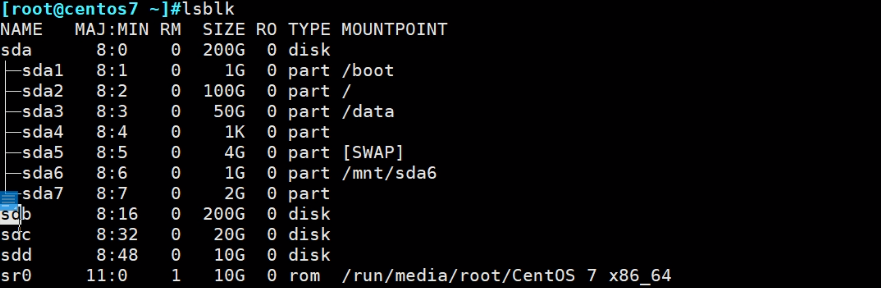 [root@centos7 ~]#lsblk
NAME   MAJ:MIN RM  SIZE RO TYPE MOUNTPOINT
sda      8:0    0  200G  0 disk
├─sda1   8:1    0    1G  0 part /boot
├─sda2   8:2    0  100G  0 part /
├─sda3   8:3    0   50G  0 part /data
├─sda4   8:4    0    1K  0 part
├─sda5   8:5    0    4G  0 part [SWAP]
├─sda6   8:6    0    1G  0 part /mnt/sda6
sda7   8:7    0    2G  0 part
sdb      8:16   0  200G  0 disk
sdc      8:32   0   20G  0 disk
sdd      8:48   0   10G  0 disk
sr0     11:0    1   10G  0 rom  /run/media/root/CentOS 7 x86_64